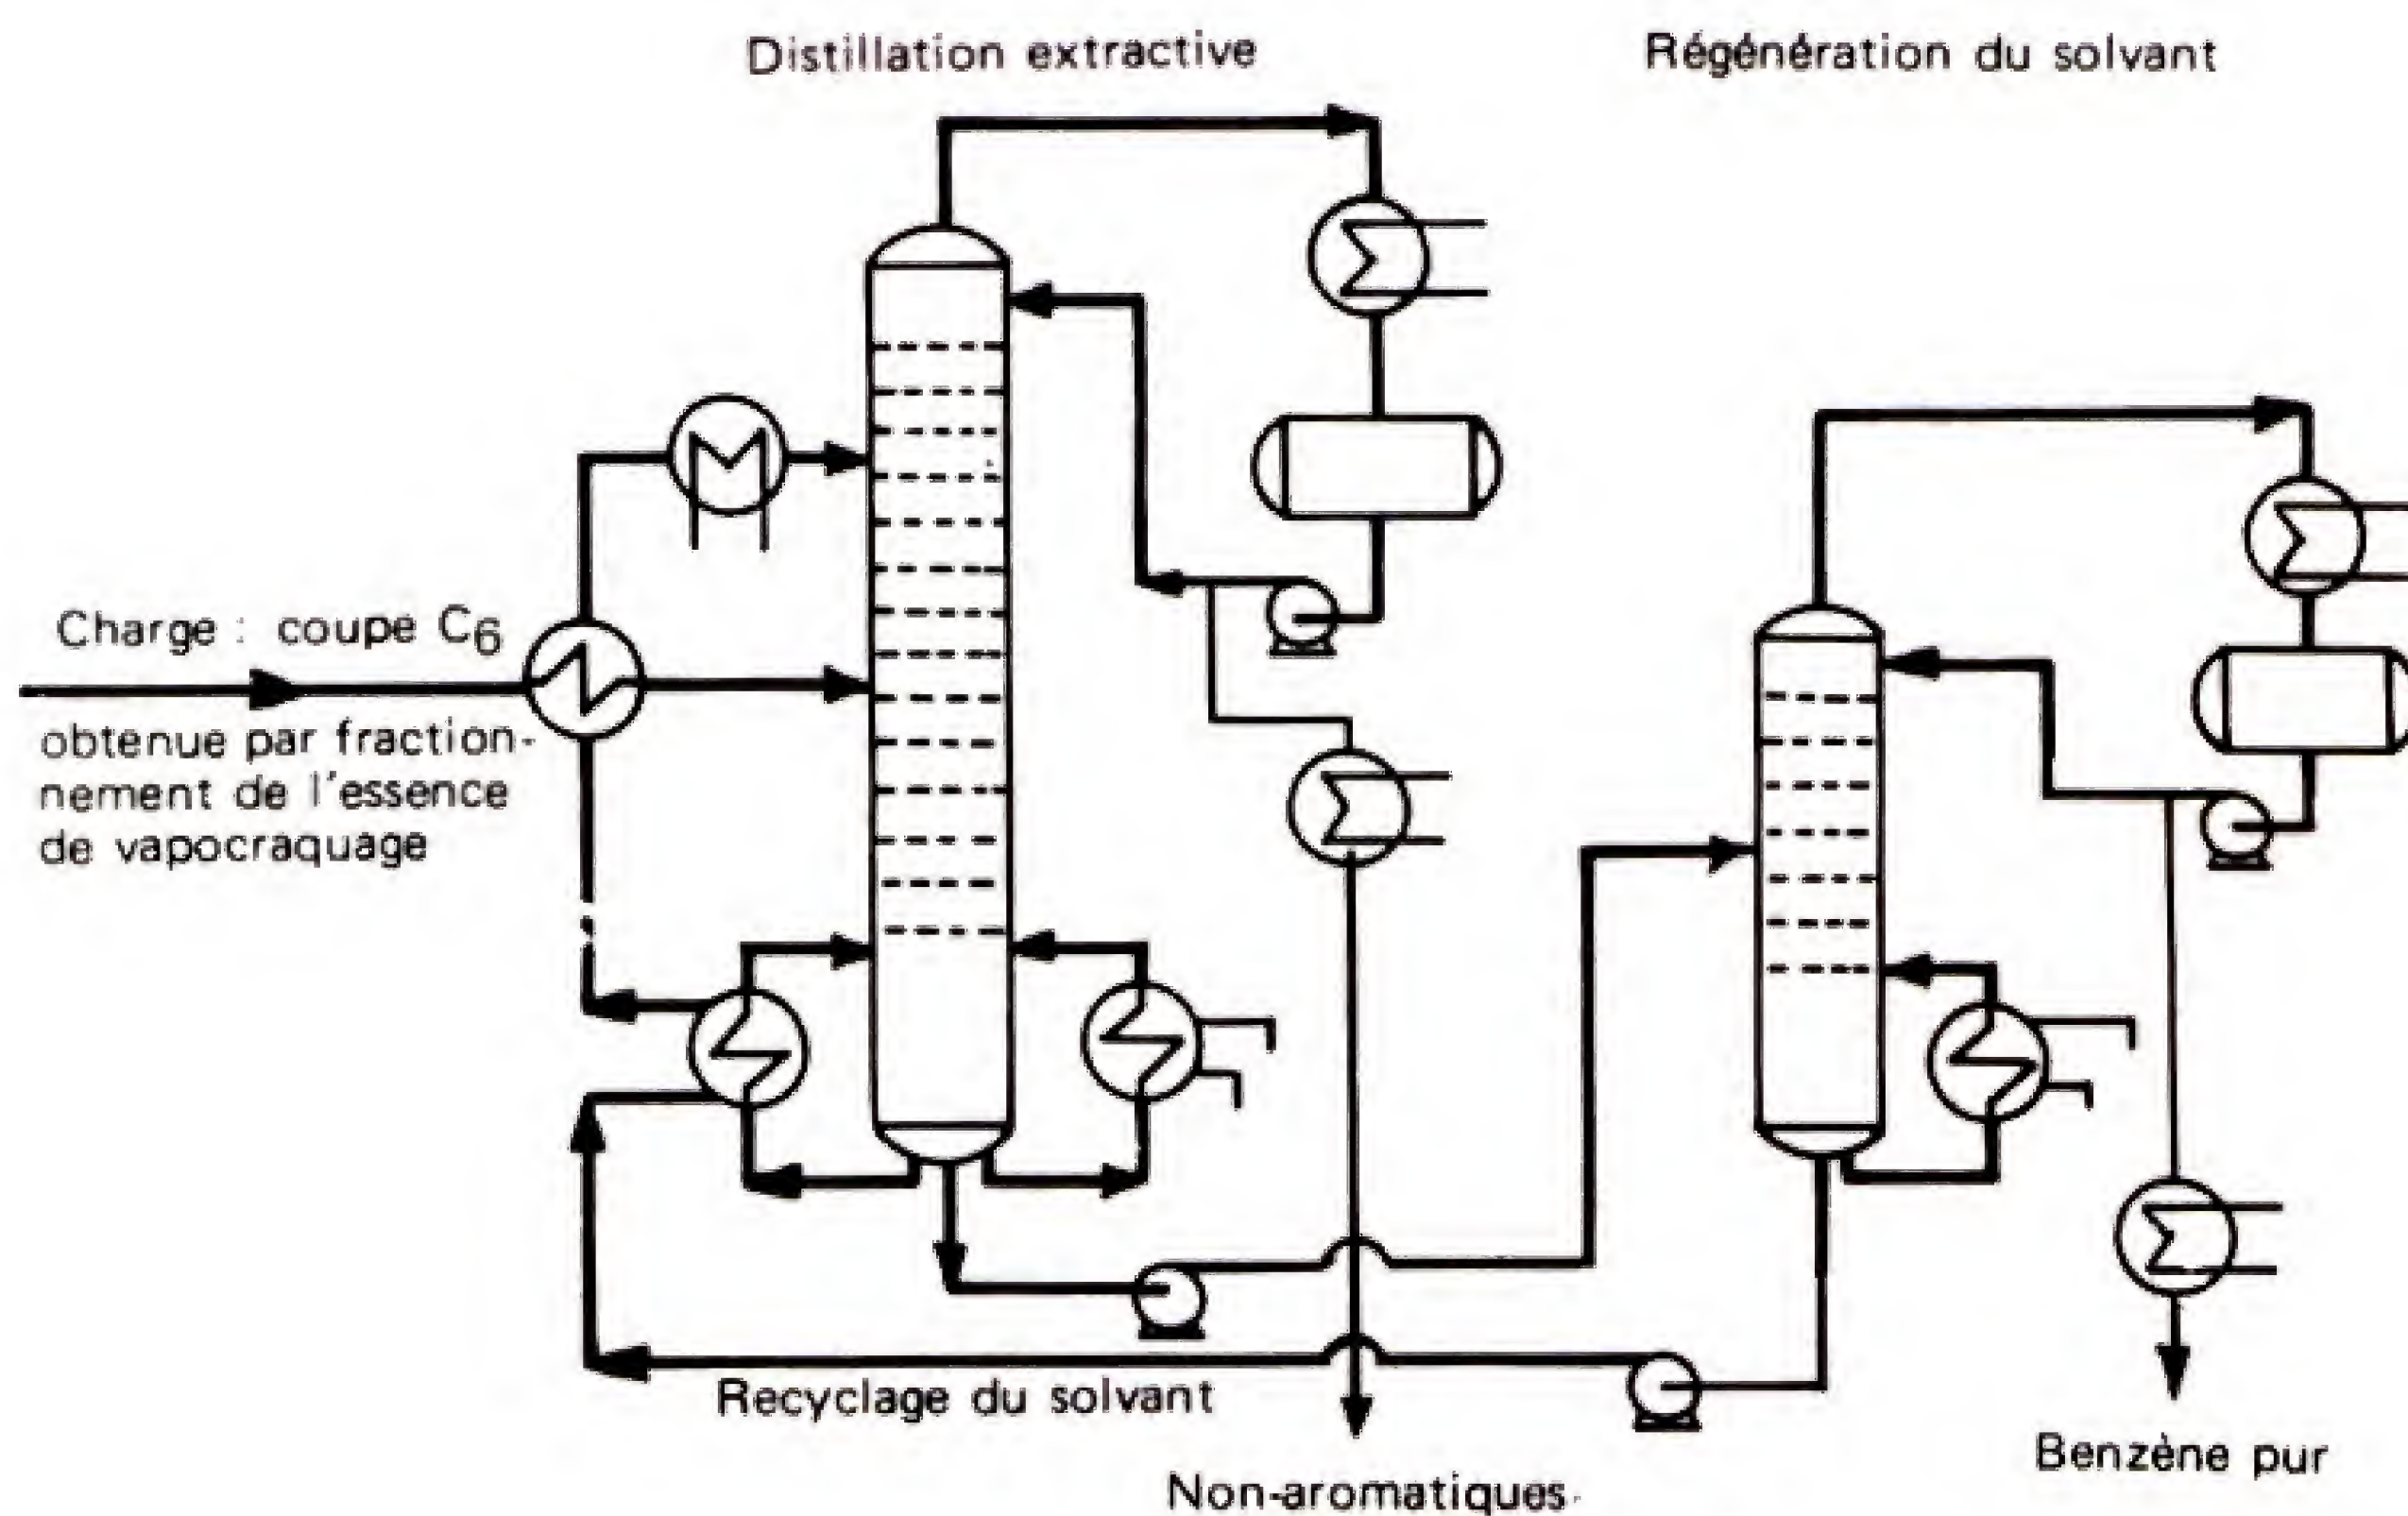 Distillation extractive
Régénération du solvant
Charge : coupe C6
obtenue par fraction-
nement de l'essence
de vapocraquage
Recyclage du solvant
Non-aromatiques
Benzène pur